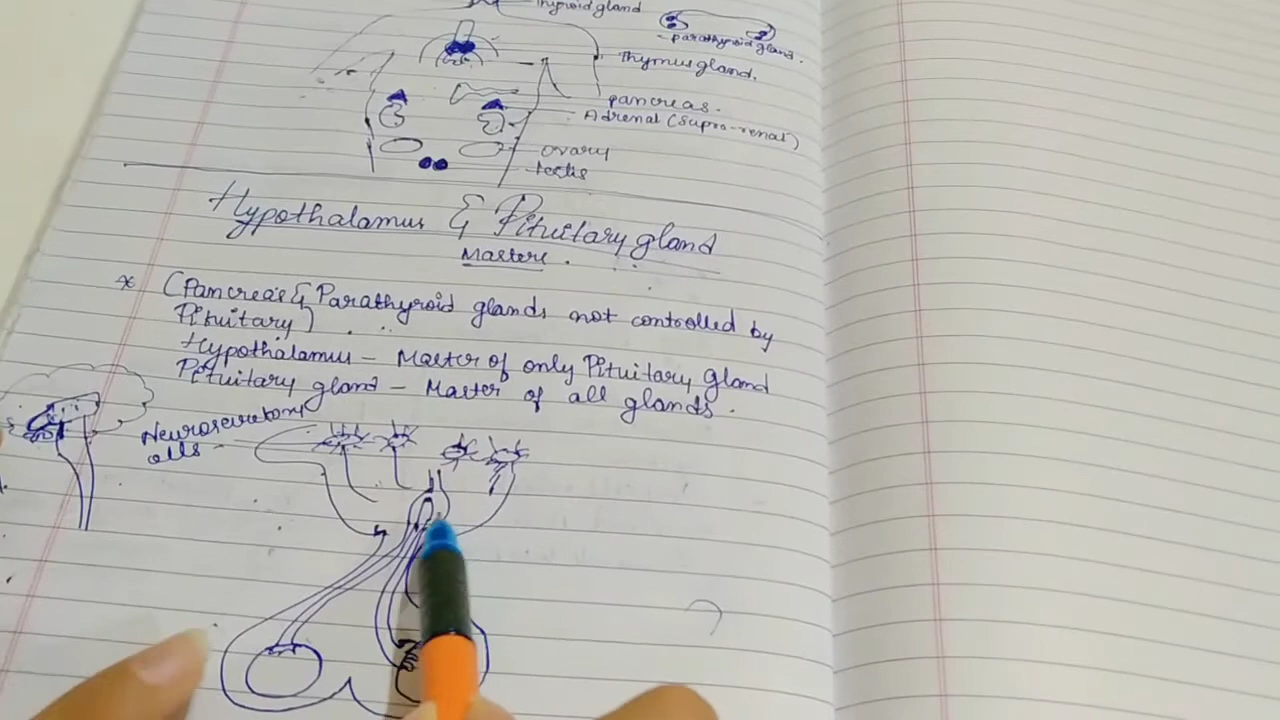 Thyroid gland
parathyroid gland.
Thymus gland.
pancreas.
Adrenal (Supra-renal)
ovary
testis
Hypothalamus & Pituitary gland
Master.
* (Pancreas & Parathyroid glands not controlled by
Pituitary)
Hypothalamus - Master of only Pituitary Gland
Pituitary gland - Master of all glands.
Neurosecretory
cells -